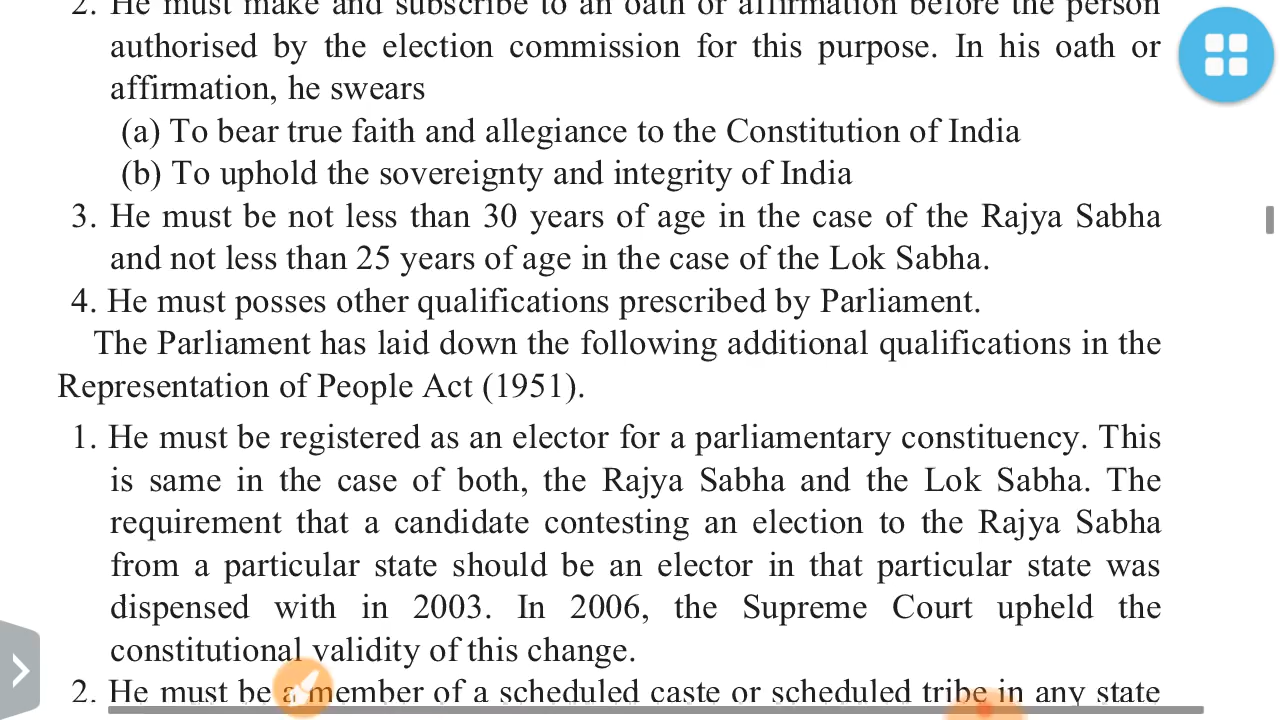 2. He must make and subscribe to an oath or affirmation before the person
authorised by the election commission for this purpose. In his oath or
affirmation, he swears
(a) To bear true faith and allegiance to the Constitution of India
(b) To uphold the sovereignty and integrity of India
3. He must be not less than 30 years of age in the case of the Rajya Sabha
and not less than 25 years of age in the case of the Lok Sabha.
4. He must posses other qualifications prescribed by Parliament.
The Parliament has laid down the following additional qualifications in the
Representation of People Act (1951).
1. He must be registered as an elector for a parliamentary constituency. This
is same in the case of both, the Rajya Sabha and the Lok Sabha. The
requirement that a candidate contesting an election to the Rajya Sabha
from a particular state should be an elector in that particular state was
dispensed with in 2003. In 2006, the Supreme Court upheld the
constitutional validity of this change.
2. He must be a member of a scheduled caste or scheduled tribe in any state